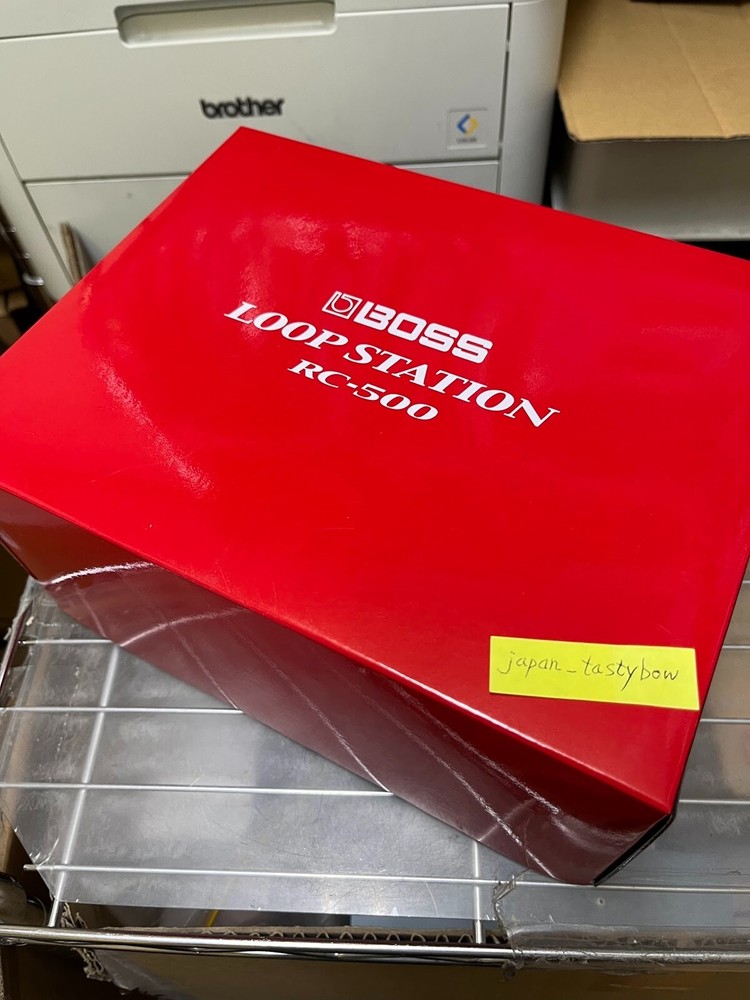 brother
BOSS
LOOP STATION
RC-500
japan_tastybow